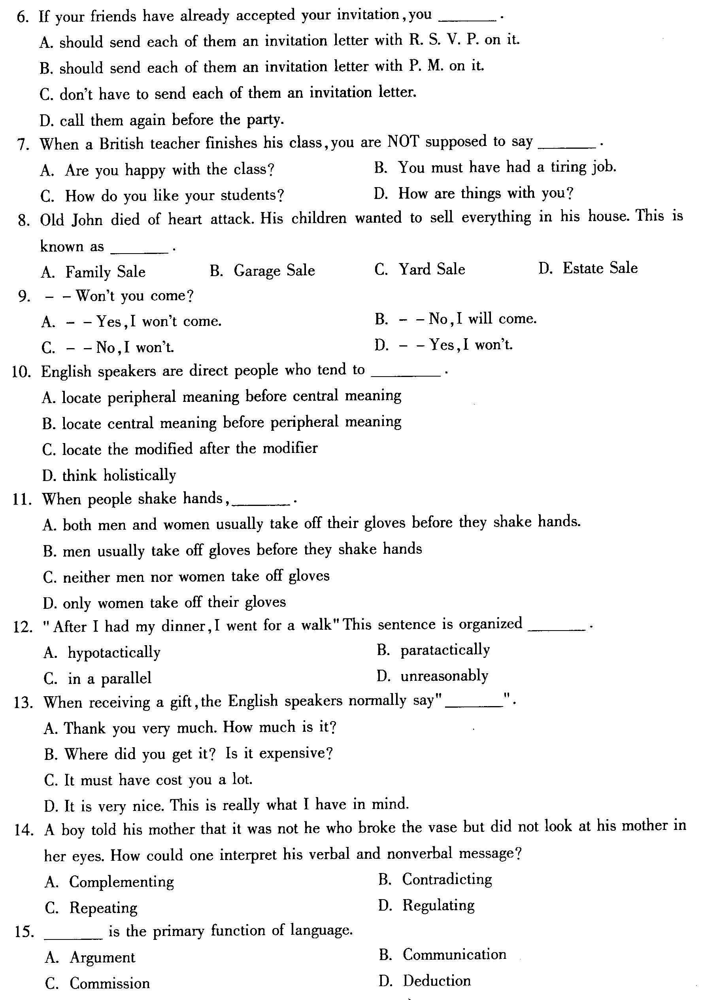 6. If your friends have already accepted your invitation,you ______.
A. should send each of them an invitation letter with R. S. V. P. on it.
B. should send each of them an invitation letter with P. M. on it.
C. don't have to send each of them an invitation letter.
D. call them again before the party.
7. When a British teacher finishes his class,you are NOT supposed to say ______.
A. Are you happy with the class? B. You must have had a tiring job.
C. How do you like your students? D. How are things with you?
8. Old John died of heart attack. His children wanted to sell everything in his house. This is
known as ______.
A. Family Sale B. Garage Sale C. Yard Sale D. Estate Sale
9. – – Won't you come?
A. – – Yes,I won't come. B. – – No,I will come.
C. – – No,I won't. D. – – Yes,I won't.
10. English speakers are direct people who tend to ______.
A. locate peripheral meaning before central meaning
B. locate central meaning before peripheral meaning
C. locate the modified after the modifier
D. think holistically
11. When people shake hands,______.
A. both men and women usually take off their gloves before they shake hands.
B. men usually take off gloves before they shake hands
C. neither men nor women take off gloves
D. only women take off their gloves
12. "After I had my dinner,I went for a walk"This sentence is organized ______.
A. hypotactically B. paratactically
C. in a parallel D. unreasonably
13. When receiving a gift,the English speakers normally say"______".
A. Thank you very much. How much is it?
B. Where did you get it? Is it expensive?
C. It must have cost you a lot.
D. It is very nice. This is really what I have in mind.
14. A boy told his mother that it was not he who broke the vase but did not look at his mother in
her eyes. How could one interpret his verbal and nonverbal message?
A. Complementing B. Contradicting
C. Repeating D. Regulating
15. ______ is the primary function of language.
A. Argument B. Communication
C. Commission D. Deduction